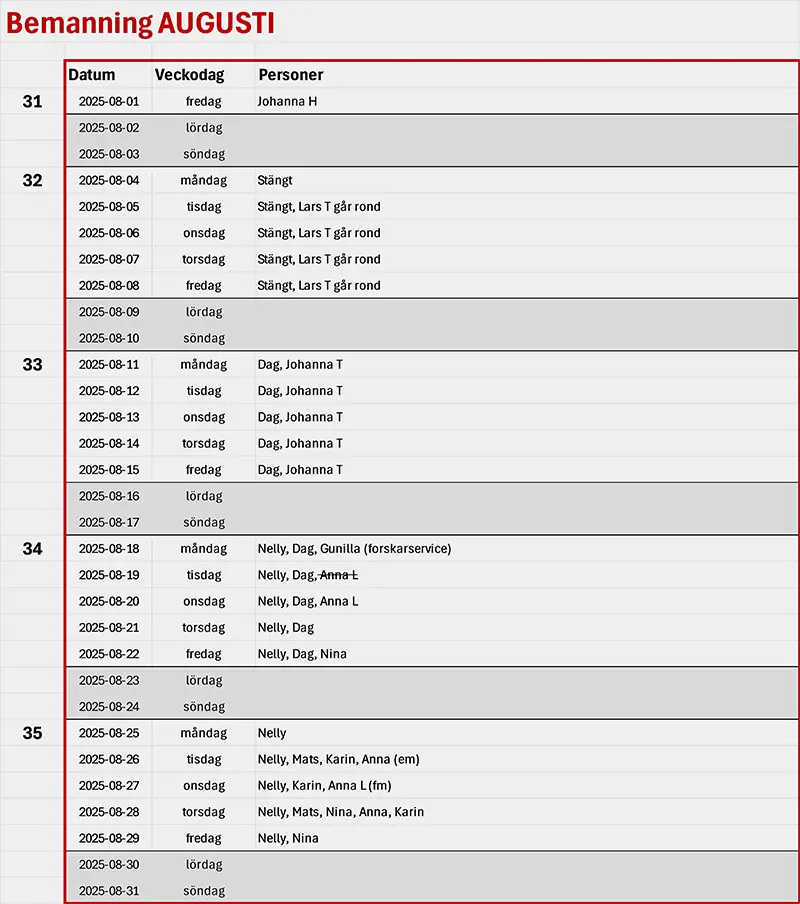 Bemanning AUGUSTI
Datum Veckodag Personer
31 2025-08-01 fredag Johanna H
2025-08-02 lördag
2025-08-03 söndag
32 2025-08-04 måndag Stängt
2025-08-05 tisdag Stängt, Lars T går rond
2025-08-06 onsdag Stängt, Lars T går rond
2025-08-07 torsdag Stängt, Lars T går rond
2025-08-08 fredag Stängt, Lars T går rond
2025-08-09 lördag
2025-08-10 söndag
33 2025-08-11 måndag Dag, Johanna T
2025-08-12 tisdag Dag, Johanna T
2025-08-13 onsdag Dag, Johanna T
2025-08-14 torsdag Dag, Johanna T
2025-08-15 fredag Dag, Johanna T
2025-08-16 lördag
2025-08-17 söndag
34 2025-08-18 måndag Nelly, Dag, Gunilla (forskarservice)
2025-08-19 tisdag Nelly, Dag, Anna L
2025-08-20 onsdag Nelly, Dag, Anna L
2025-08-21 torsdag Nelly, Dag
2025-08-22 fredag Nelly, Dag, Nina
2025-08-23 lördag
2025-08-24 söndag
35 2025-08-25 måndag Nelly
2025-08-26 tisdag Nelly, Mats, Karin, Anna (em)
2025-08-27 onsdag Nelly, Karin, Anna L (fm)
2025-08-28 torsdag Nelly, Mats, Nina, Anna, Karin
2025-08-29 fredag Nelly, Nina
2025-08-30 lördag
2025-08-31 söndag